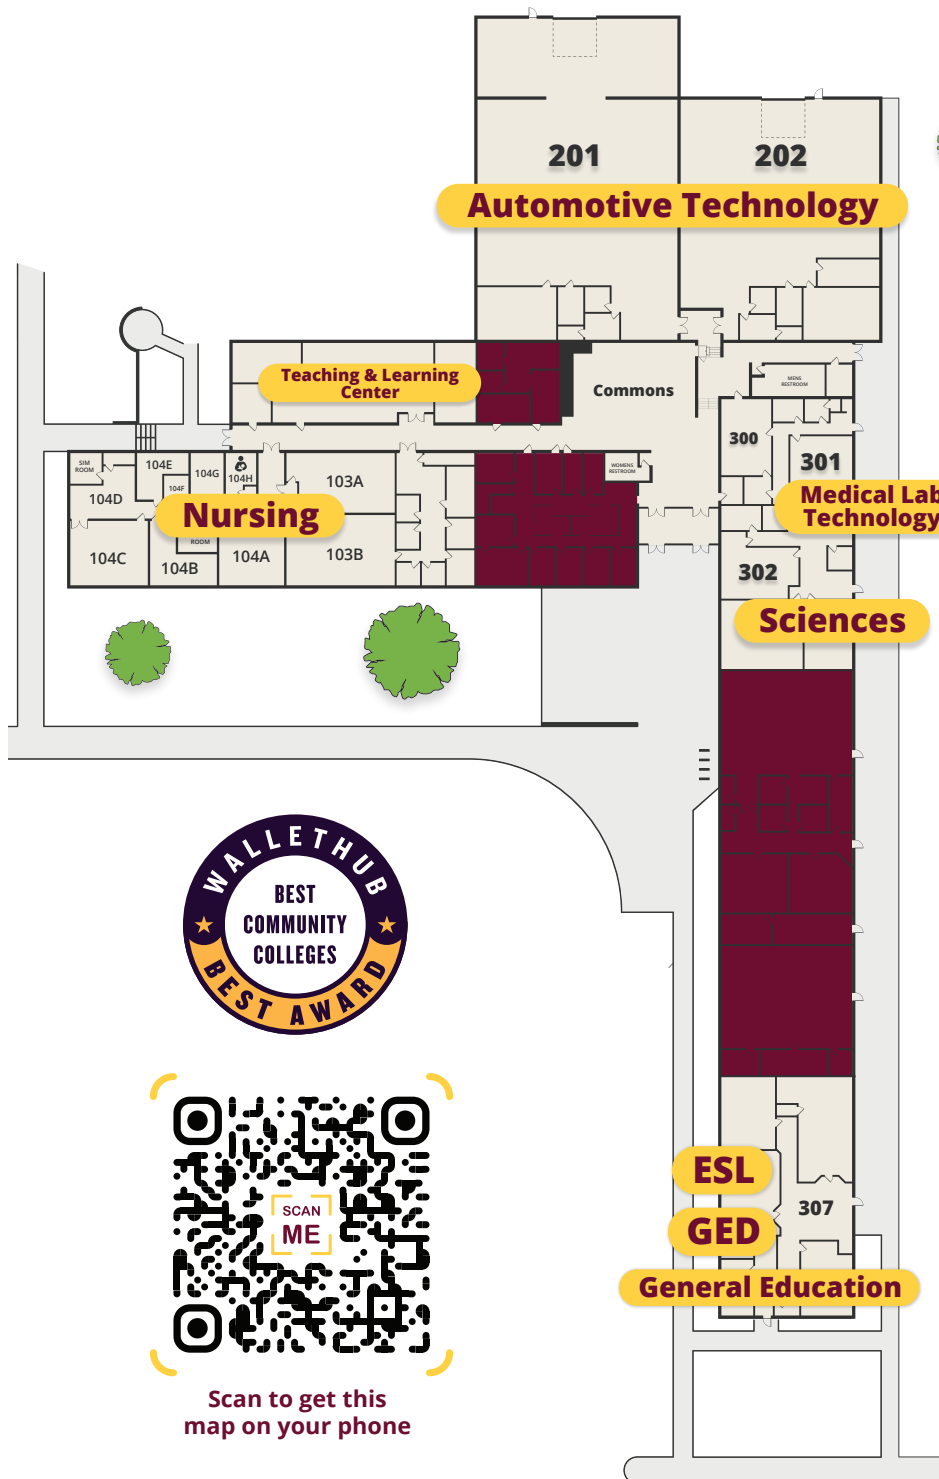 201
202
Automotive Technology
Teaching & Learning
Center
Commons
MENS
RESTROOM
300
301
SIM
ROOM
104E
104G
104H
104F
104D
103A
WOMENS
RESTROOM
Medical Lab
Technology
Nursing
ROOM
104C
104B
104A
103B
302
Sciences
WALLETHUB
BEST
COMMUNITY
COLLEGES
BEST AWARD
SCAN
ME
ESL
307
GED
General Education
Scan to get this
map on your phone